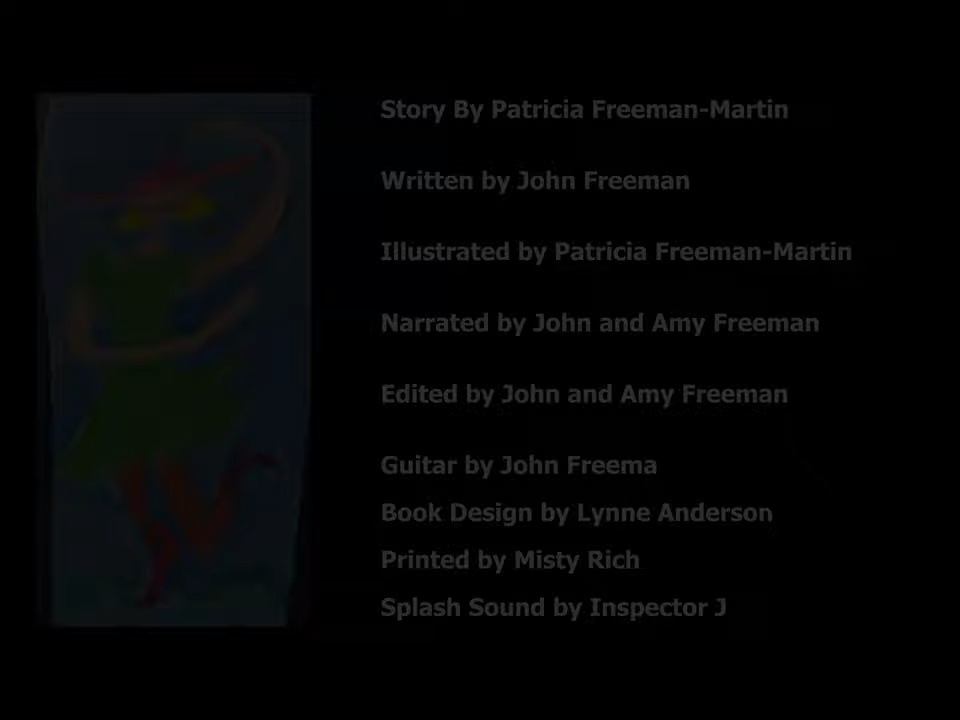 Story By Patricia Freeman-Martin
Written by John Freeman
Illustrated by Patricia Freeman-Martin
Narrated by John and Amy Freeman
Edited by John and Amy Freeman
Guitar by John Freema
Book Design by Lynne Anderson
Printed by Misty Rich
Splash Sound by Inspector J